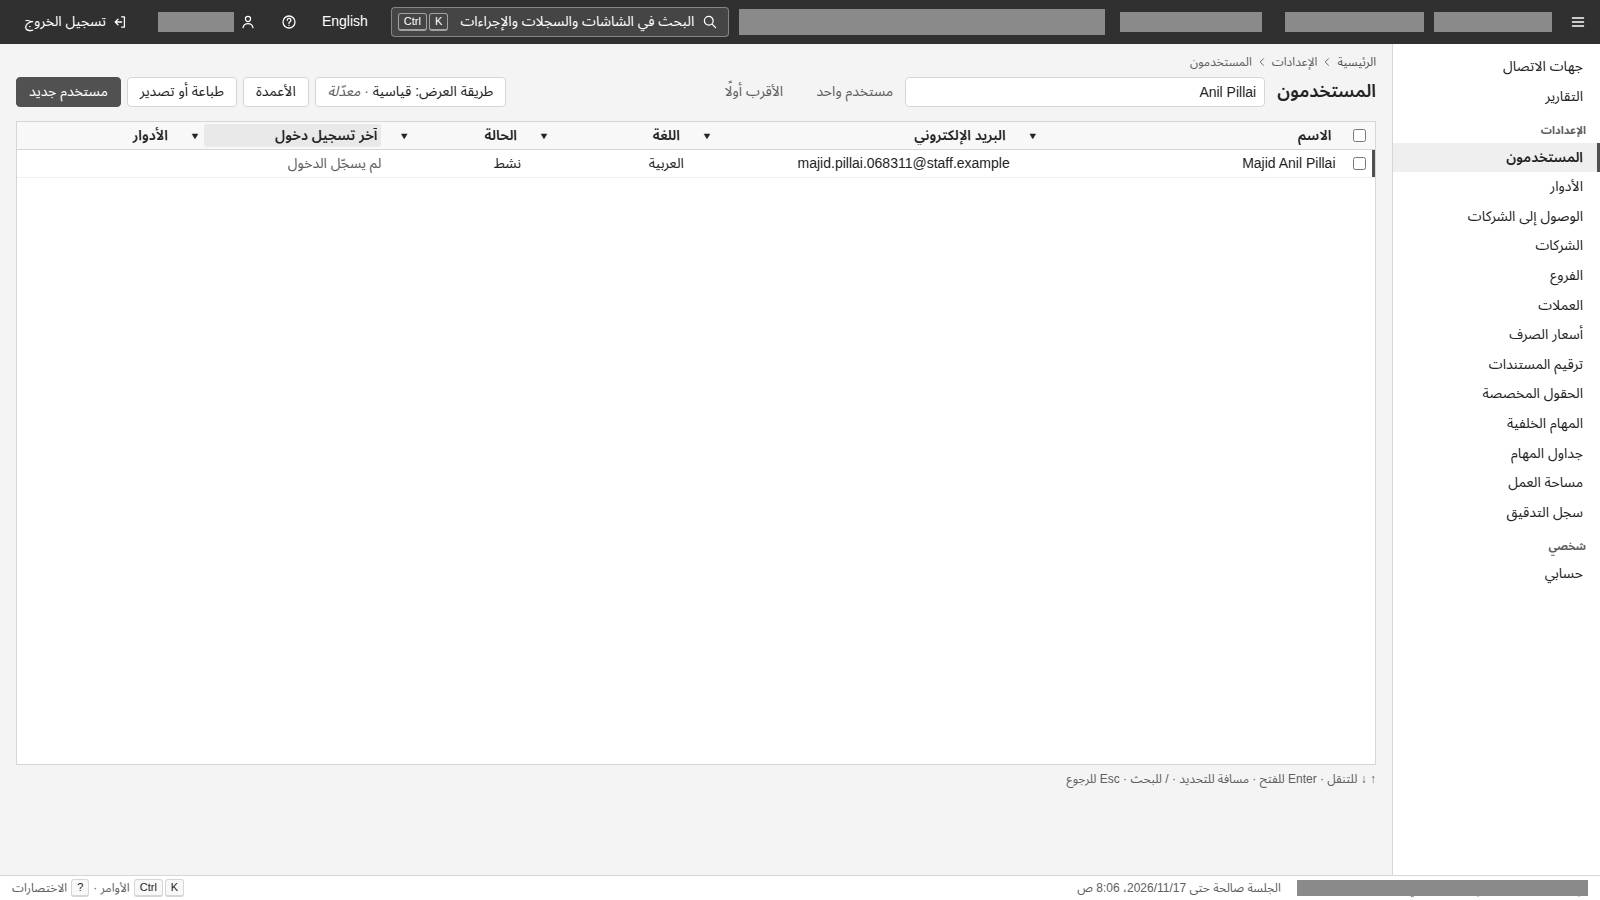 البحث في الشاشات والسجلات والإجراءات Ctrl K
English
تسجيل الخروج
جهات الاتصال
التقارير
الإعدادات
المستخدمون
الأدوار
الوصول إلى الشركات
الشركات
الفروع
العملات
أسعار الصرف
ترقيم المستندات
الحقول المخصصة
المهام الخلفية
جداول المهام
مساحة العمل
سجل التدقيق
شخصي
حسابي
الرئيسية › الإعدادات › المستخدمون
المستخدمون
Anil Pillai
مستخدم واحد
الأقرب أولًا
طريقة العرض: قياسية · معدّلة
الأعمدة
طباعة أو تصدير
مستخدم جديد
الاسم ▼ البريد الإلكتروني ▼ اللغة ▼ الحالة ▼ آخر تسجيل دخول ▼ الأدوار
Majid Anil Pillai majid.pillai.068311@staff.example العربية نشط لم يسجّل الدخول
↑ ↓ للتنقل · Enter للفتح · مسافة للتحديد · / للبحث · Esc للرجوع
الجلسة صالحة حتى 2026/11/17، 8:06 ص
Ctrl K الأوامر · ? الاختصارات